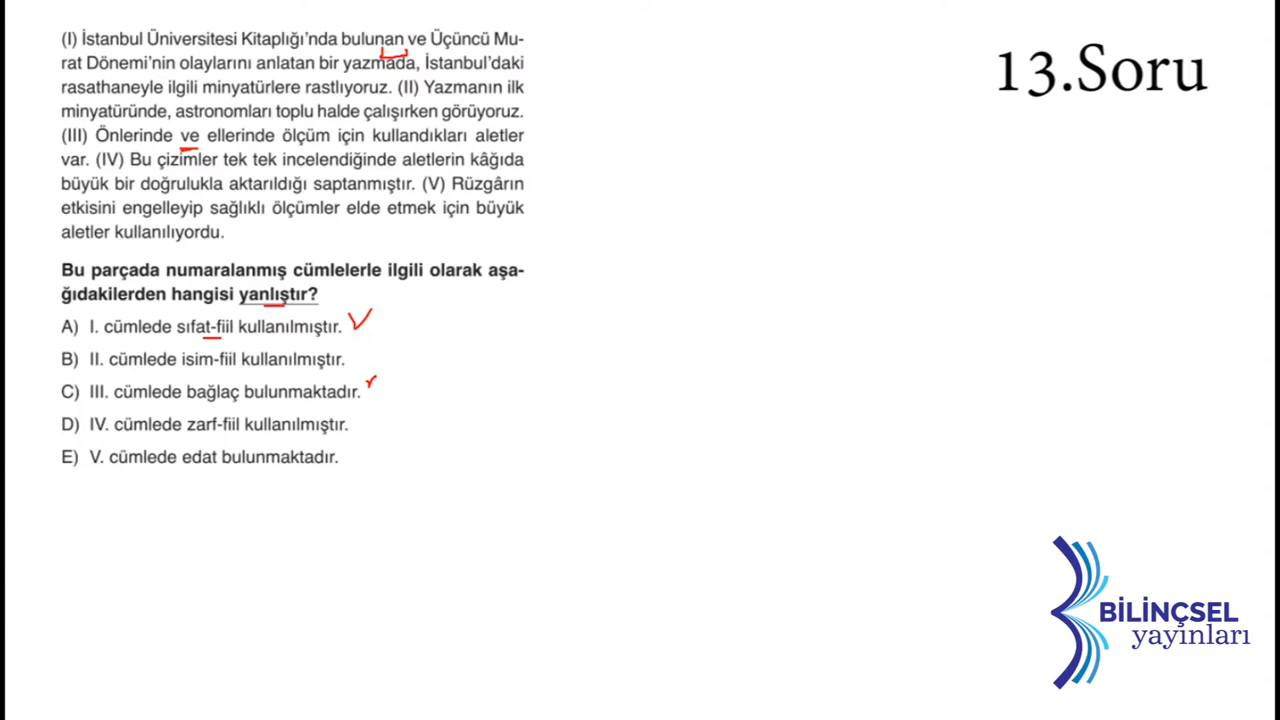 (I) İstanbul Üniversitesi Kitaplığı'nda bulunan ve Üçüncü Mu-
rat Dönemi'nin olaylarını anlatan bir yazmada, İstanbul'daki
rasathaneyle ilgili minyatürlere rastlıyoruz. (II) Yazmanın ilk
minyatüründe, astronomları toplu halde çalışırken görüyoruz.
(III) Önlerinde ve ellerinde ölçüm için kullandıkları aletler
var. (IV) Bu çizimler tek tek incelendiğinde aletlerin kâğıda
büyük bir doğrulukla aktarıldığı saptanmıştır. (V) Rüzgârın
etkisini engelleyip sağlıklı ölçümler elde etmek için büyük
aletler kullanılıyordu.
Bu parçada numaralanmış cümlelerle ilgili olarak aşa-
ğıdakilerden hangisi yanlıştır?
A) I. cümlede sıfat-fiil kullanılmıştır.
B) II. cümlede isim-fiil kullanılmıştır.
C) III. cümlede bağlaç bulunmaktadır.
D) IV. cümlede zarf-fiil kullanılmıştır.
E) V. cümlede edat bulunmaktadır.
13.Soru
BİLİNÇSEL
yayınları